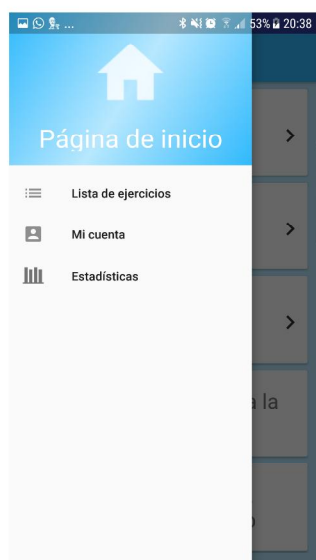 ... 53% 20:38
Página de inicio
Lista de ejercicios
Mi cuenta
Estadísticas
a la